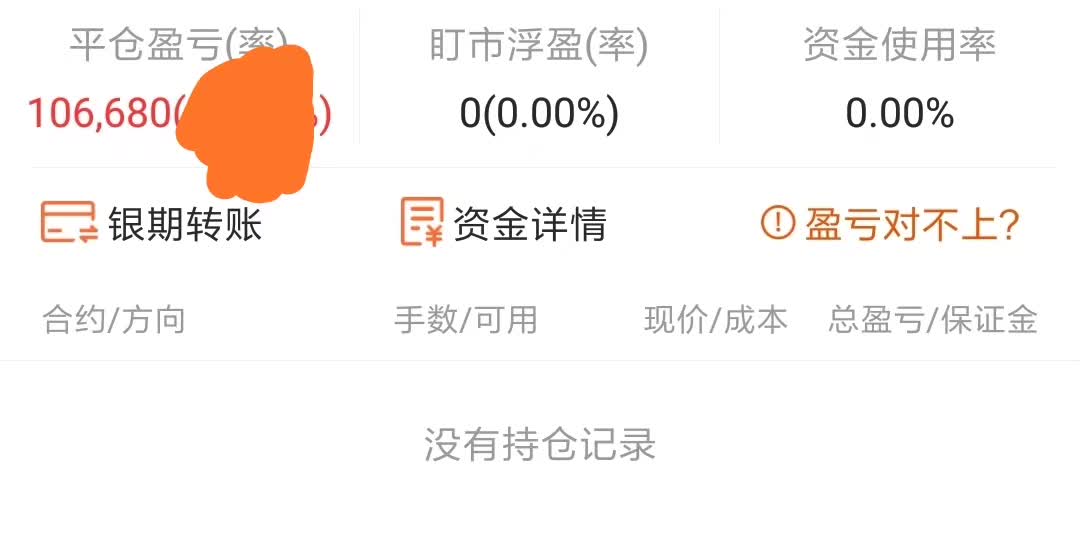 平仓盈亏(率) 盯市浮盈(率) 资金使用率
106,680( %) 0(0.00%) 0.00%
银期转账 资金详情 盈亏对不上?
合约/方向 手数/可用 现价/成本 总盈亏/保证金
没有持仓记录